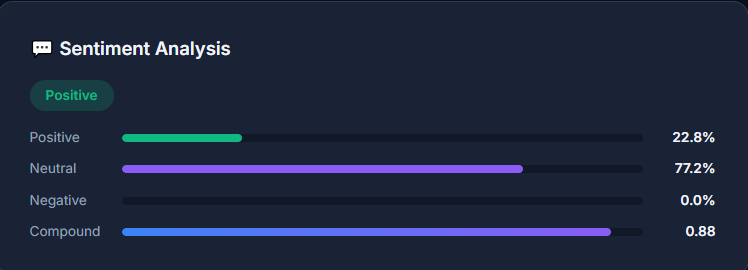 💬 Sentiment Analysis
Positive
Positive 22.8%
Neutral 77.2%
Negative 0.0%
Compound 0.88